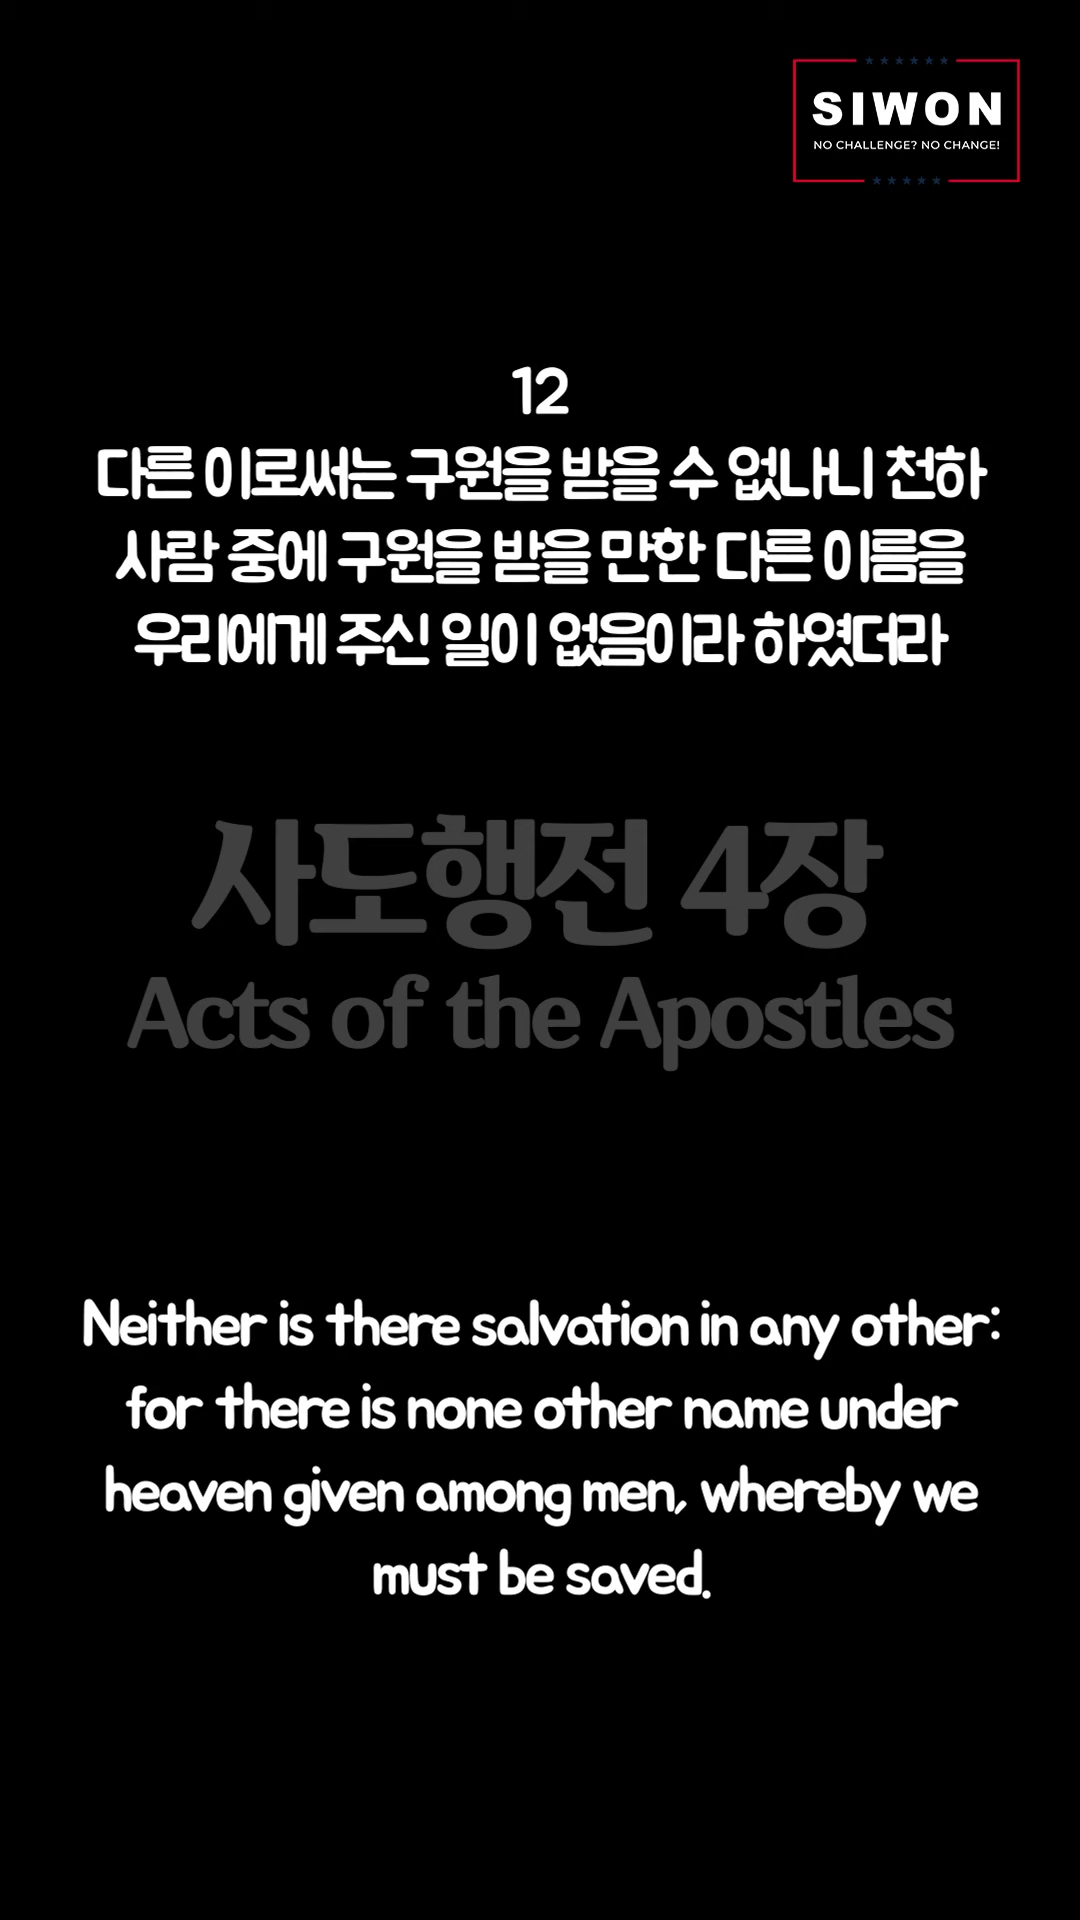 SIWON
NO CHALLENGE? NO CHANGE!
12
다른 이로써는 구원을 받을 수 없나니 천하
사람 중에 구원을 받을 만한 다른 이름을
우리에게 주신 일이 없음이라 하였더라
사도행전 4장
Acts of the Apostles
Neither is there salvation in any other:
for there is none other name under
heaven given among men, whereby we
must be saved.